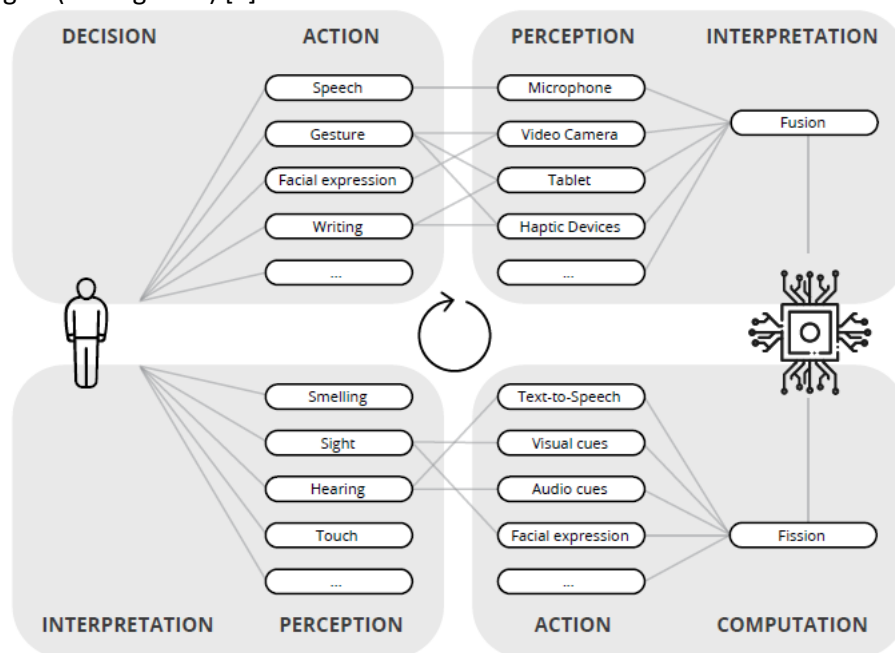 DECISION ACTION PERCEPTION INTERPRETATION
Speech Microphone
Fusion
Gesture Video Camera
Facial expression Tablet
Writing Haptic Devices
... ...
Smelling Text-to-Speech
Sight Visual cues
Hearing Audio cues
Touch Facial expression Fission
... ...
INTERPRETATION PERCEPTION ACTION COMPUTATION